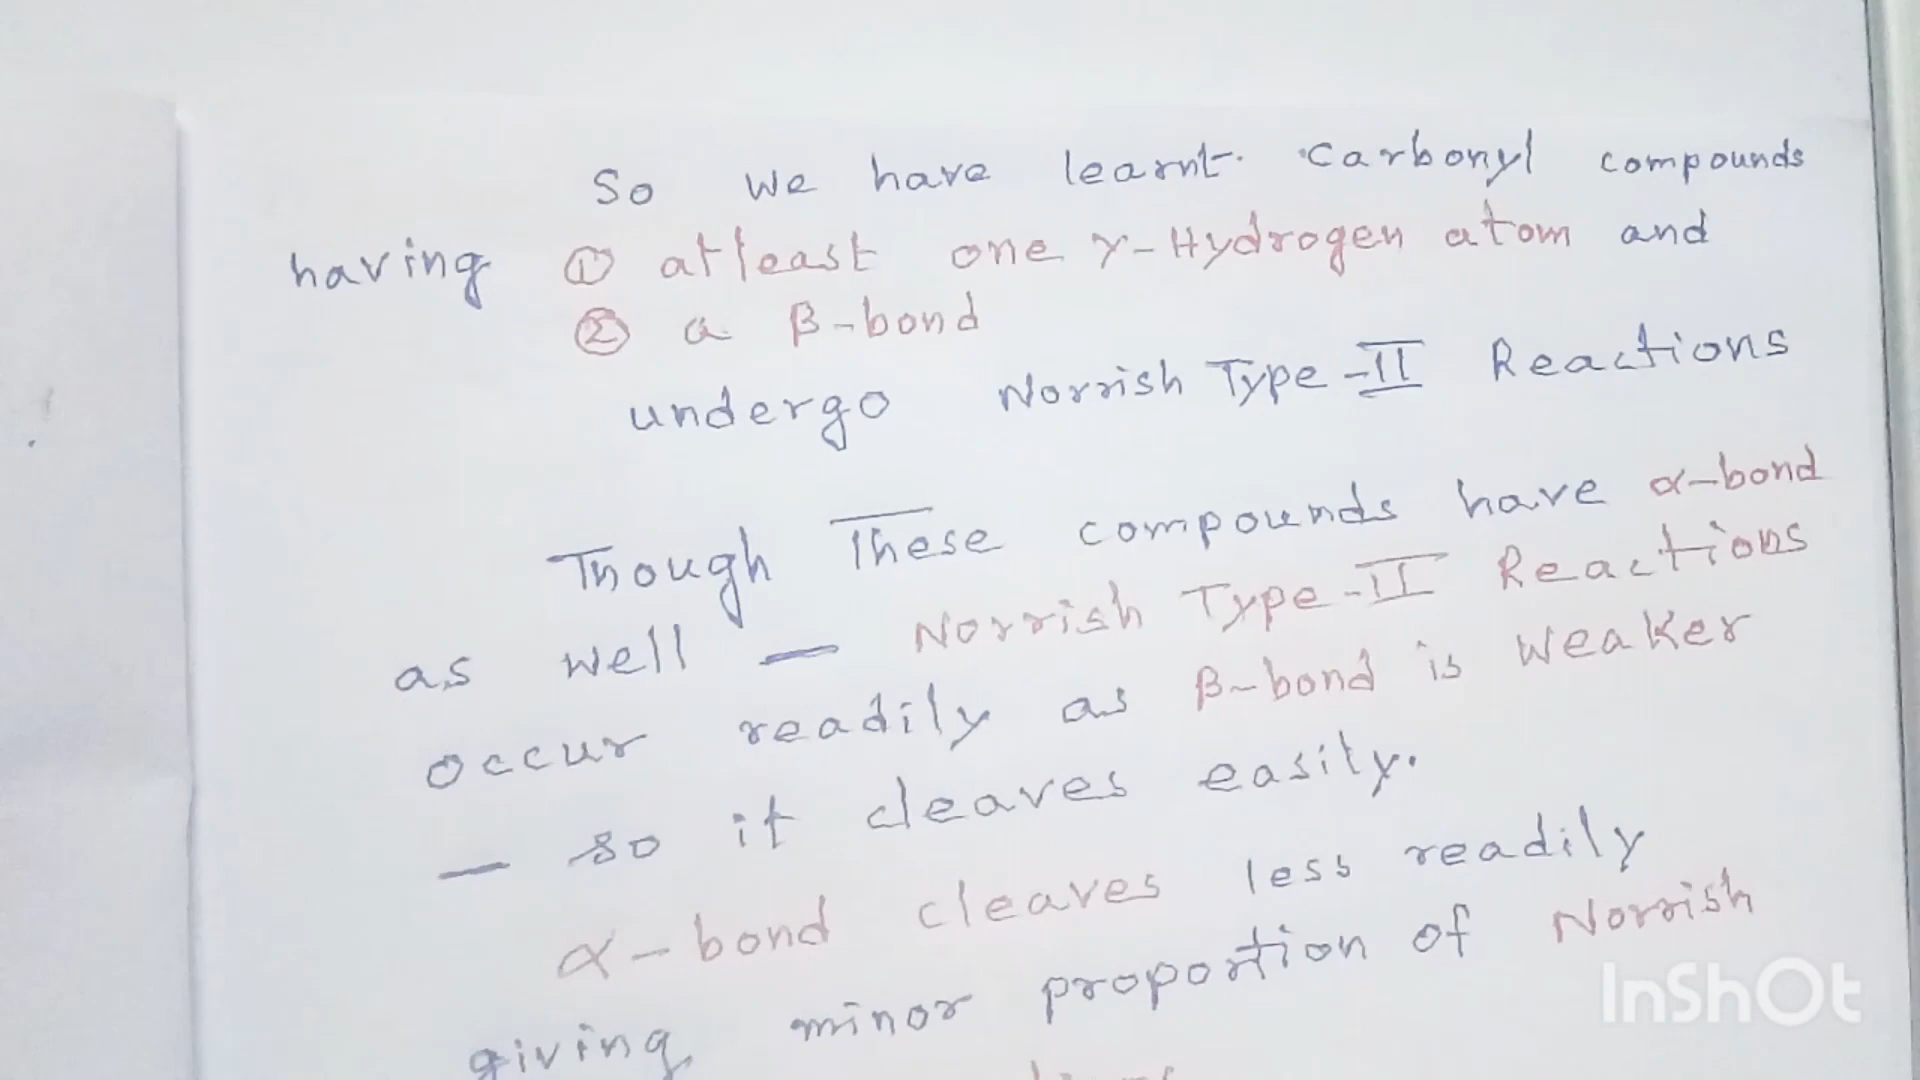 So we have learnt. Carbonyl compounds
having ① atleast one γ-Hydrogen atom and
② a β-bond
undergo Norrish Type-II Reactions
Though These compounds have α-bond
as well — Norrish Type-II Reactions
occur readily as β-bond is weaker
— so it cleaves easily.
α-bond cleaves less readily
giving minor proportion of Norrish
InShOt